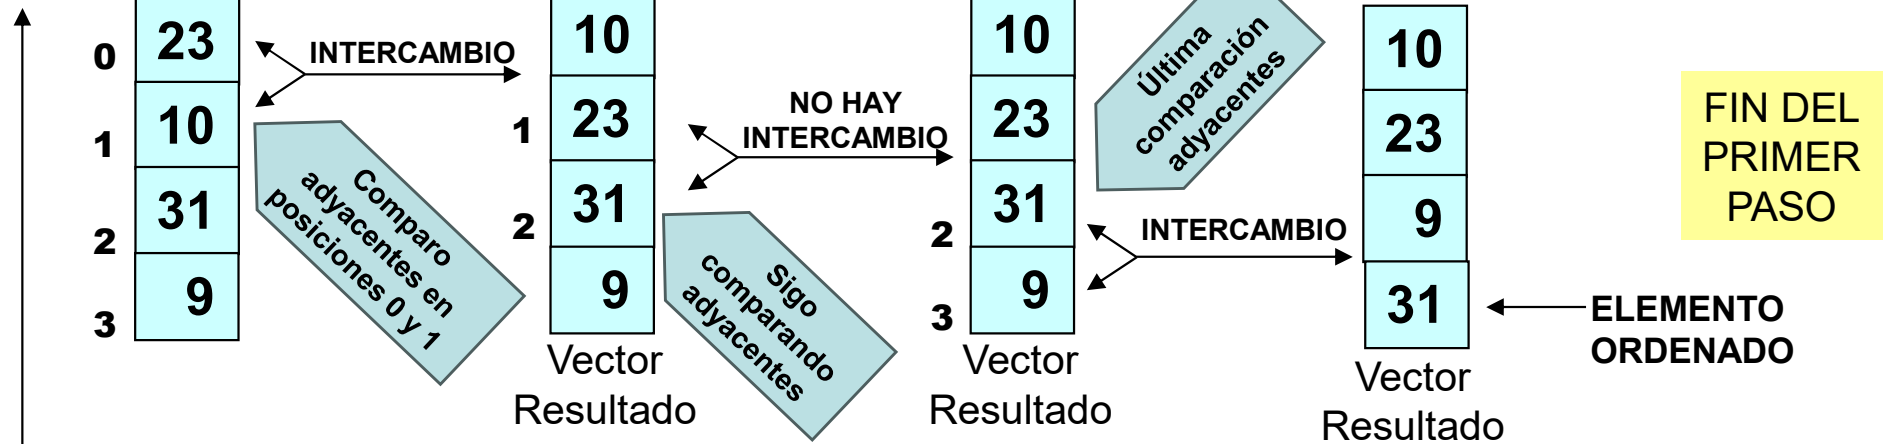 0
23
1
10
2
31
3
9
INTERCAMBIO
Comparo
adyacentes en
posiciones 0 y 1
10
1
23
2
31
9
Vector
Resultado
NO HAY
INTERCAMBIO
Sigo
comparando
adyacentes
10
23
2
31
3
9
Vector
Resultado
Última
comparación
adyacentes
INTERCAMBIO
10
23
9
31
Vector
Resultado
ELEMENTO
ORDENADO
FIN DEL
PRIMER
PASO